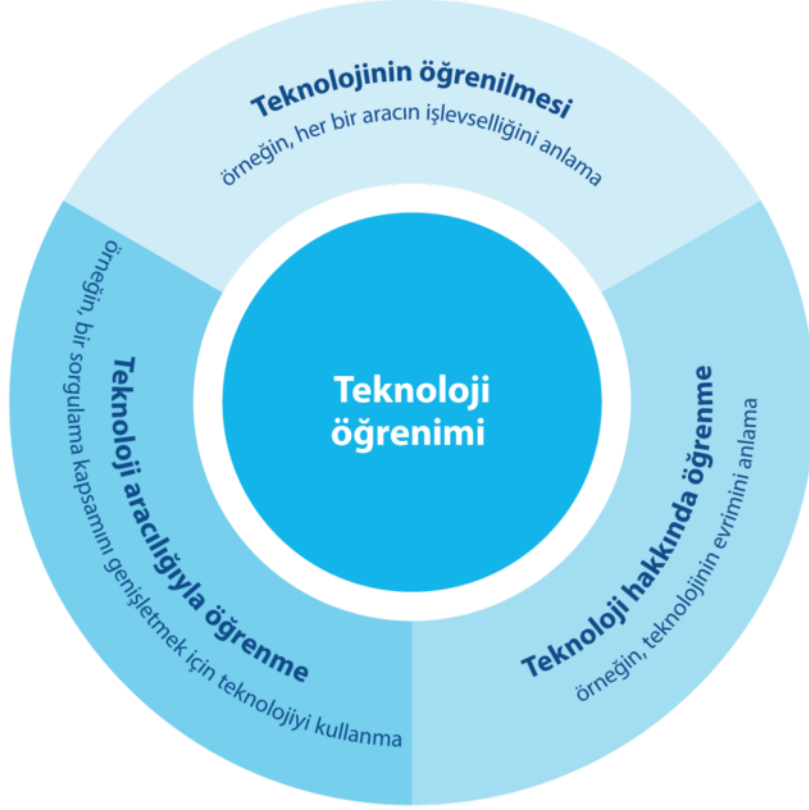 Teknolojinin öğrenilmesi
örneğin, her bir aracın işlevselliğini anlama
Teknoloji
öğrenimi
Teknoloji hakkında öğrenme
örneğin, teknolojinin evrimini anlama
Teknoloji aracılığıyla öğrenme
örneğin, bir sorgulama kapsamını genişletmek için teknolojiyi kullanma